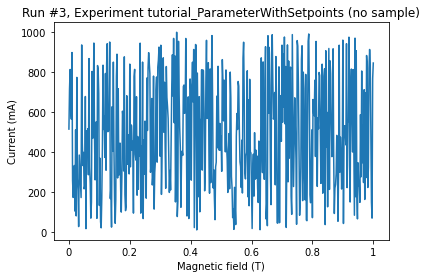 Run #3, Experiment tutorial_ParameterWithSetpoints (no sample)
1000
800
600
400
200
0
Current (mA)
0 0.2 0.4 0.6 0.8 1
Magnetic field (T)